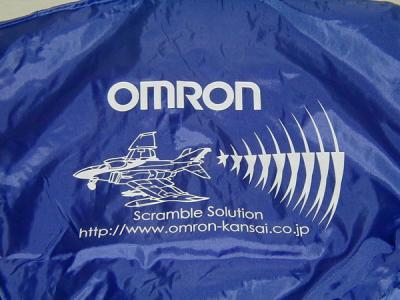 OMRON
Scramble Solution
http://www.omron-kansai.co.jp